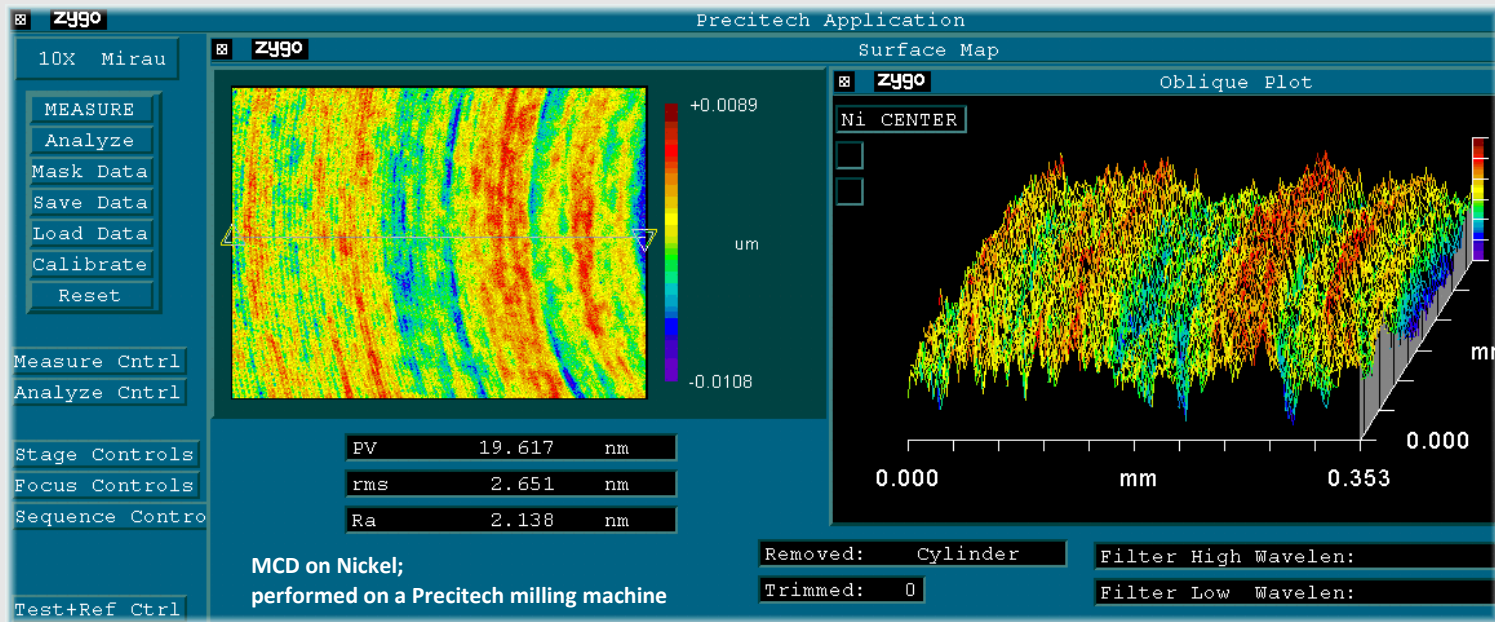 zygo Precitech Application
10X Mirau
MEASURE
Analyze
Mask Data
Save Data
Load Data
Calibrate
Reset
Measure Cntrl
Analyze Cntrl
Stage Controls
Focus Controls
Sequence Contro
Test+Ref Ctrl
zygo Surface Map
+0.0089
um
-0.0108
PV 19.617 nm
rms 2.651 nm
Ra 2.138 nm
MCD on Nickel;
performed on a Precitech milling machine
zygo Oblique Plot
Ni CENTER
0.000
0.000 mm 0.353
Removed: Cylinder
Trimmed: 0
Filter High Wavelen:
Filter Low Wavelen: